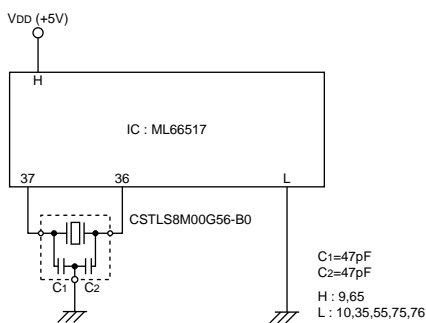 VDD (+5V)
H
IC : ML66517
37
36
L
CSTLS8M00G56-B0
C1
C2
C1=47pF
C2=47pF
H : 9,65
L : 10,35,55,75,76